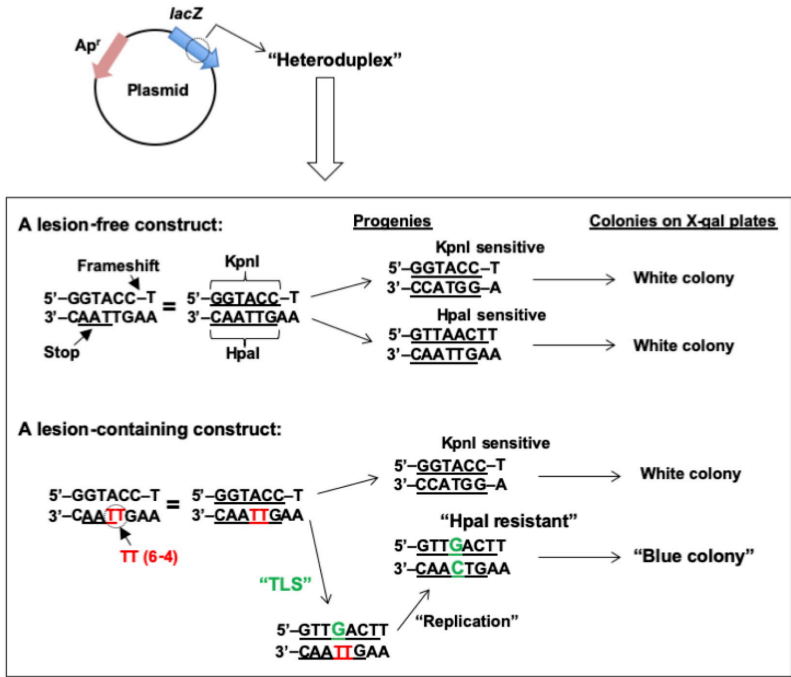 lacZ
Apʳ
"Heteroduplex"
Plasmid
A lesion-free construct:
Progenies
Colonies on X-gal plates
Frameshift
KpnI
KpnI sensitive
5'–GGTACC–T = 5'–GGTACC–T
3'–CAATTGAA 3'–CAATTGAA
5'–GGTACC–T
3'–CCATGG–A
White colony
Stop
HpaI
HpaI sensitive
5'–GTTAACTT
3'–CAATTGAA
White colony
A lesion-containing construct:
KpnI sensitive
5'–GGTACC–T = 5'–GGTACC–T
3'–CAATTGAA 3'–CAATTGAA
5'–GGTACC–T
3'–CCATGG–A
White colony
TT (6-4)
"HpaI resistant"
5'–GTTGACTT
3'–CAACTGAA
"Blue colony"
"TLS"
"Replication"
5'–GTTGACTT
3'–CAATTGAA